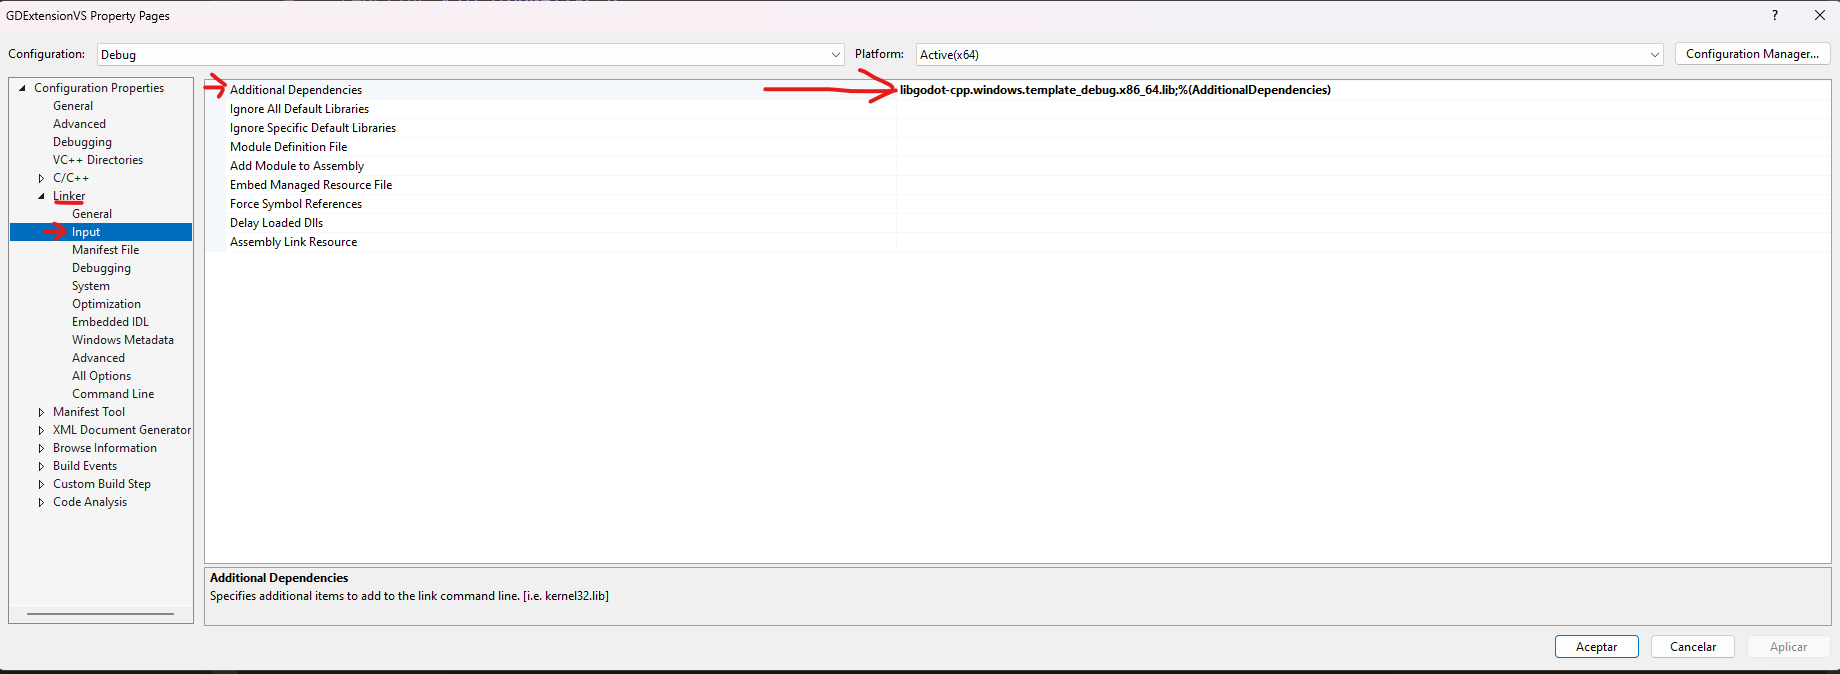 GDExtensionVS Property Pages ?
Configuration: Debug Platform: Active(x64) Configuration Manager...
Configuration Properties
General
Advanced
Debugging
VC++ Directories
C/C++
Linker
General
Input
Manifest File
Debugging
System
Optimization
Embedded IDL
Windows Metadata
Advanced
All Options
Command Line
Manifest Tool
XML Document Generator
Browse Information
Build Events
Custom Build Step
Code Analysis
Additional Dependencies libgodot-cpp.windows.template_debug.x86_64.lib;%(AdditionalDependencies)
Ignore All Default Libraries
Ignore Specific Default Libraries
Module Definition File
Add Module to Assembly
Embed Managed Resource File
Force Symbol References
Delay Loaded Dlls
Assembly Link Resource
Additional Dependencies
Specifies additional items to add to the link command line. [i.e. kernel32.lib]
Aceptar Cancelar Aplicar